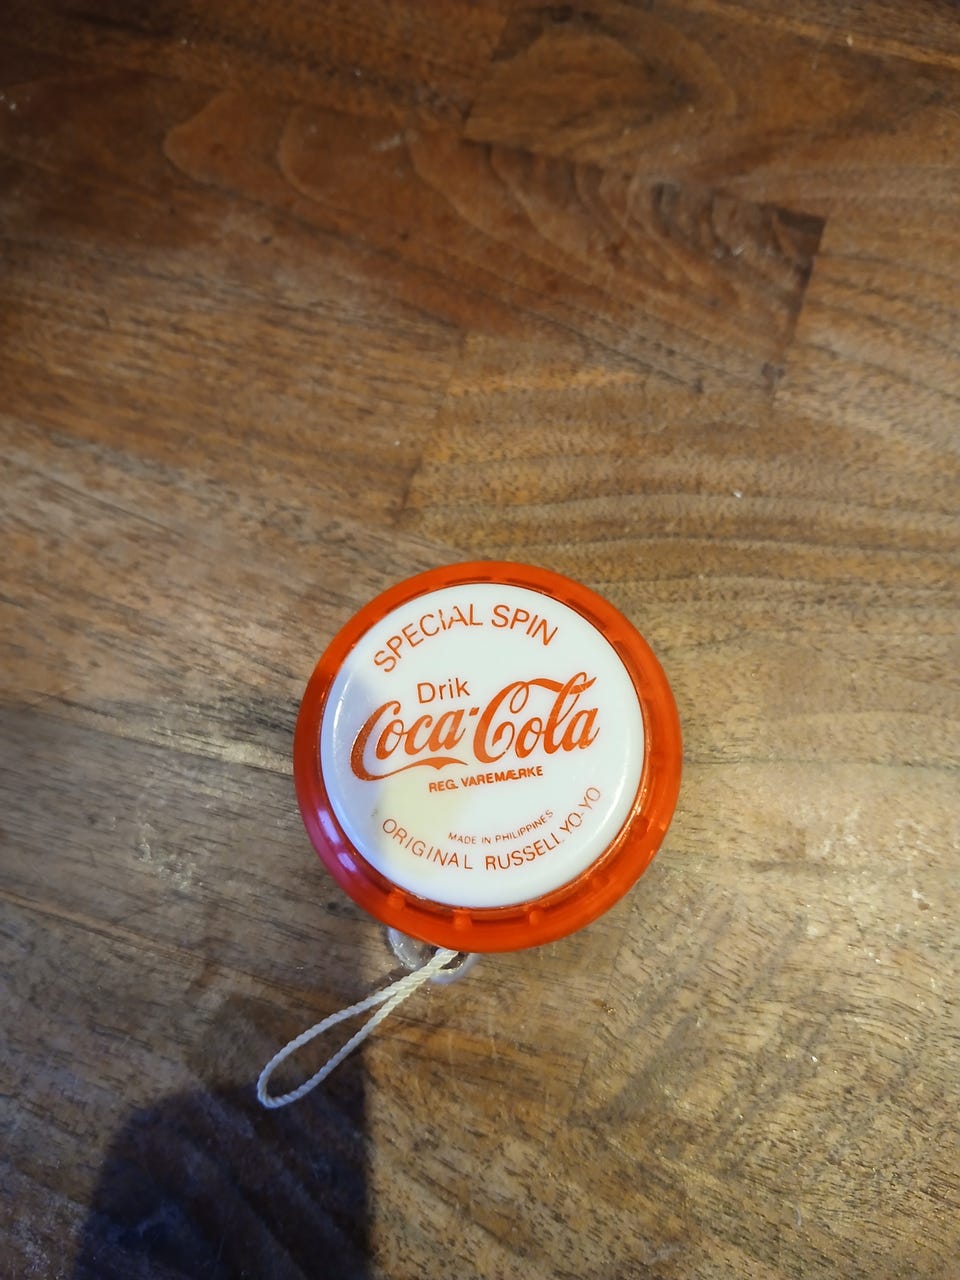 SPECIAL SPIN
Drik
Coca-Cola
REG. VAREMÆRKE
MADE IN PHILIPPINES
ORIGINAL RUSSELL YO-YO